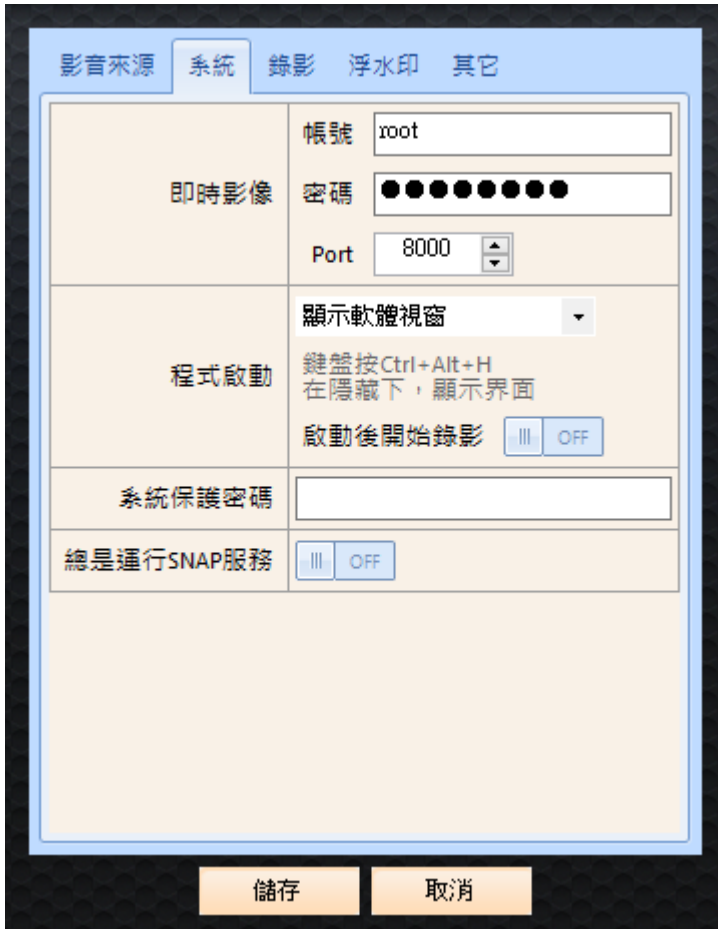 影音來源 系統 錄影 浮水印 其它
即時影像
帳號 root
密碼 ●●●●●●●●
Port 8000
程式啟動
顯示軟體視窗
鍵盤按Ctrl+Alt+H
在隱藏下，顯示界面
啟動後開始錄影 OFF
系統保護密碼
總是運行SNAP服務 OFF
儲存 取消